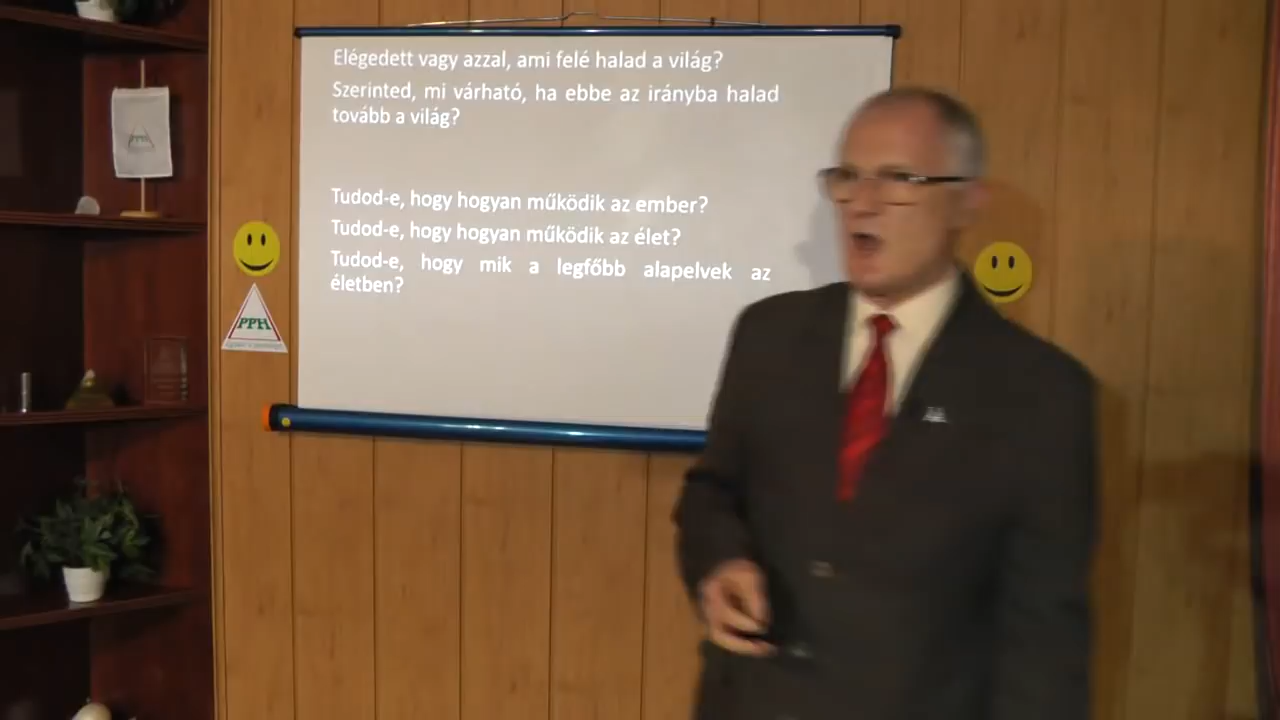 Elégedett vagy azzal, ami felé halad a világ?
Szerinted, mi várható, ha ebbe az irányba halad
tovább a világ?
Tudod-e, hogy hogyan működik az ember?
Tudod-e, hogy hogyan működik az élet?
Tudod-e, hogy mik a legfőbb alapelvek az
életben?
PPH